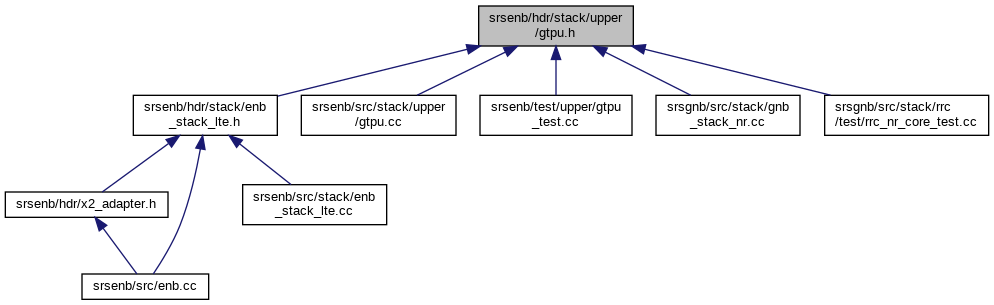 srsenb/hdr/stack/upper
/gtpu.h
srsenb/hdr/stack/enb
_stack_lte.h
srsenb/src/stack/upper
/gtpu.cc
srsenb/test/upper/gtpu
_test.cc
srsgnb/src/stack/gnb
_stack_nr.cc
srsgnb/src/stack/rrc
/test/rrc_nr_core_test.cc
srsenb/hdr/x2_adapter.h
srsenb/src/stack/enb
_stack_lte.cc
srsenb/src/enb.cc